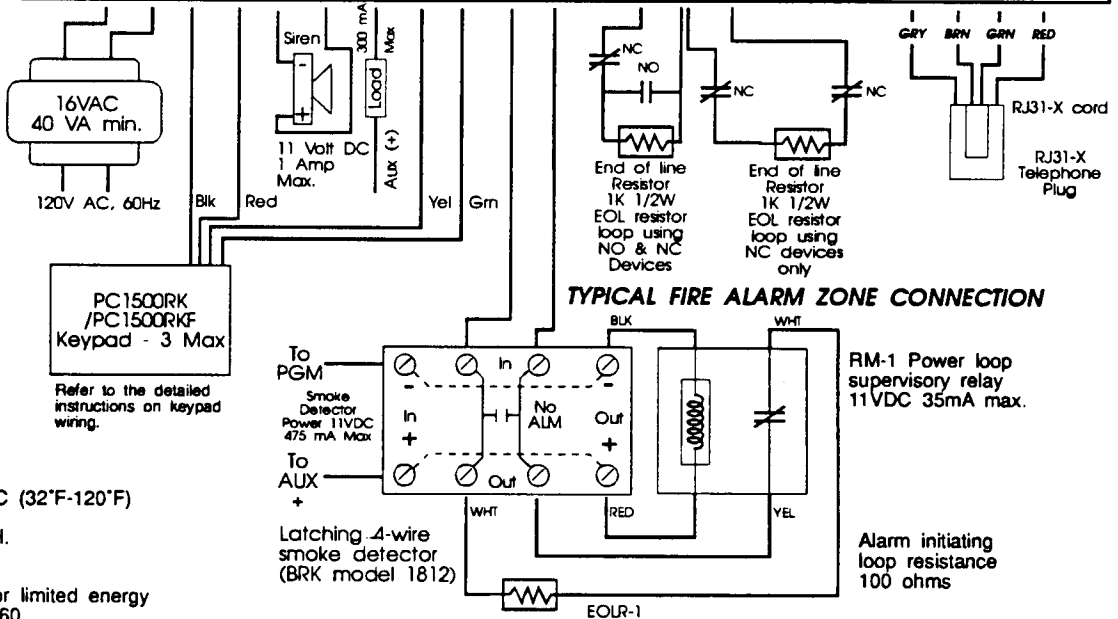 GRY BRN GRN RED
300 mA
Max
Siren
-
+
Load
Aux (+)
NC
NO
NC
NC
16VAC
40 VA min.
120V AC, 60Hz
11 Volt DC
1 Amp
Max.
Blk
Red
Yel
Grn
RJ31-X cord
RJ31-X
Telephone
Plug
End of line
Resistor
1K 1/2W
EOL resistor
loop using
NO & NC
Devices
End of line
Resistor
1K 1/2W
EOL resistor
loop using
NC devices
only
PC1500RK
/PC1500RKF
Keypad - 3 Max
Refer to the detailed
instructions on keypad
wiring.
TYPICAL FIRE ALARM ZONE CONNECTION
BLK
WHT
To
PGM
-
In
-
Smoke
Detector
Power 11VDC
475 mA Max
In
+
No
ALM
Out
+
To
AUX
+
Out
WHT
RED
YEL
RM-1 Power loop
supervisory relay
11VDC 35mA max.
Latching 4-wire
smoke detector
(BRK model 1812)
EOLR-1
Alarm initiating
loop resistance
100 ohms
C (32°F-120°F)
r limited energy
60